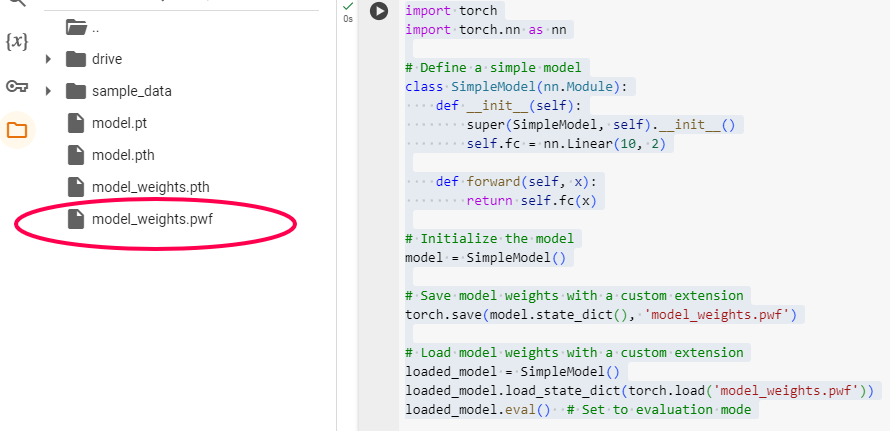 ..
{x}
drive
sample_data
model.pt
model.pth
model_weights.pth
model_weights.pwf
0s
import torch
import torch.nn as nn
# Define a simple model
class SimpleModel(nn.Module):
    def __init__(self):
        super(SimpleModel, self).__init__()
        self.fc = nn.Linear(10, 2)
    def forward(self, x):
        return self.fc(x)
# Initialize the model
model = SimpleModel()
# Save model weights with a custom extension
torch.save(model.state_dict(), 'model_weights.pwf')
# Load model weights with a custom extension
loaded_model = SimpleModel()
loaded_model.load_state_dict(torch.load('model_weights.pwf'))
loaded_model.eval()  # Set to evaluation mode